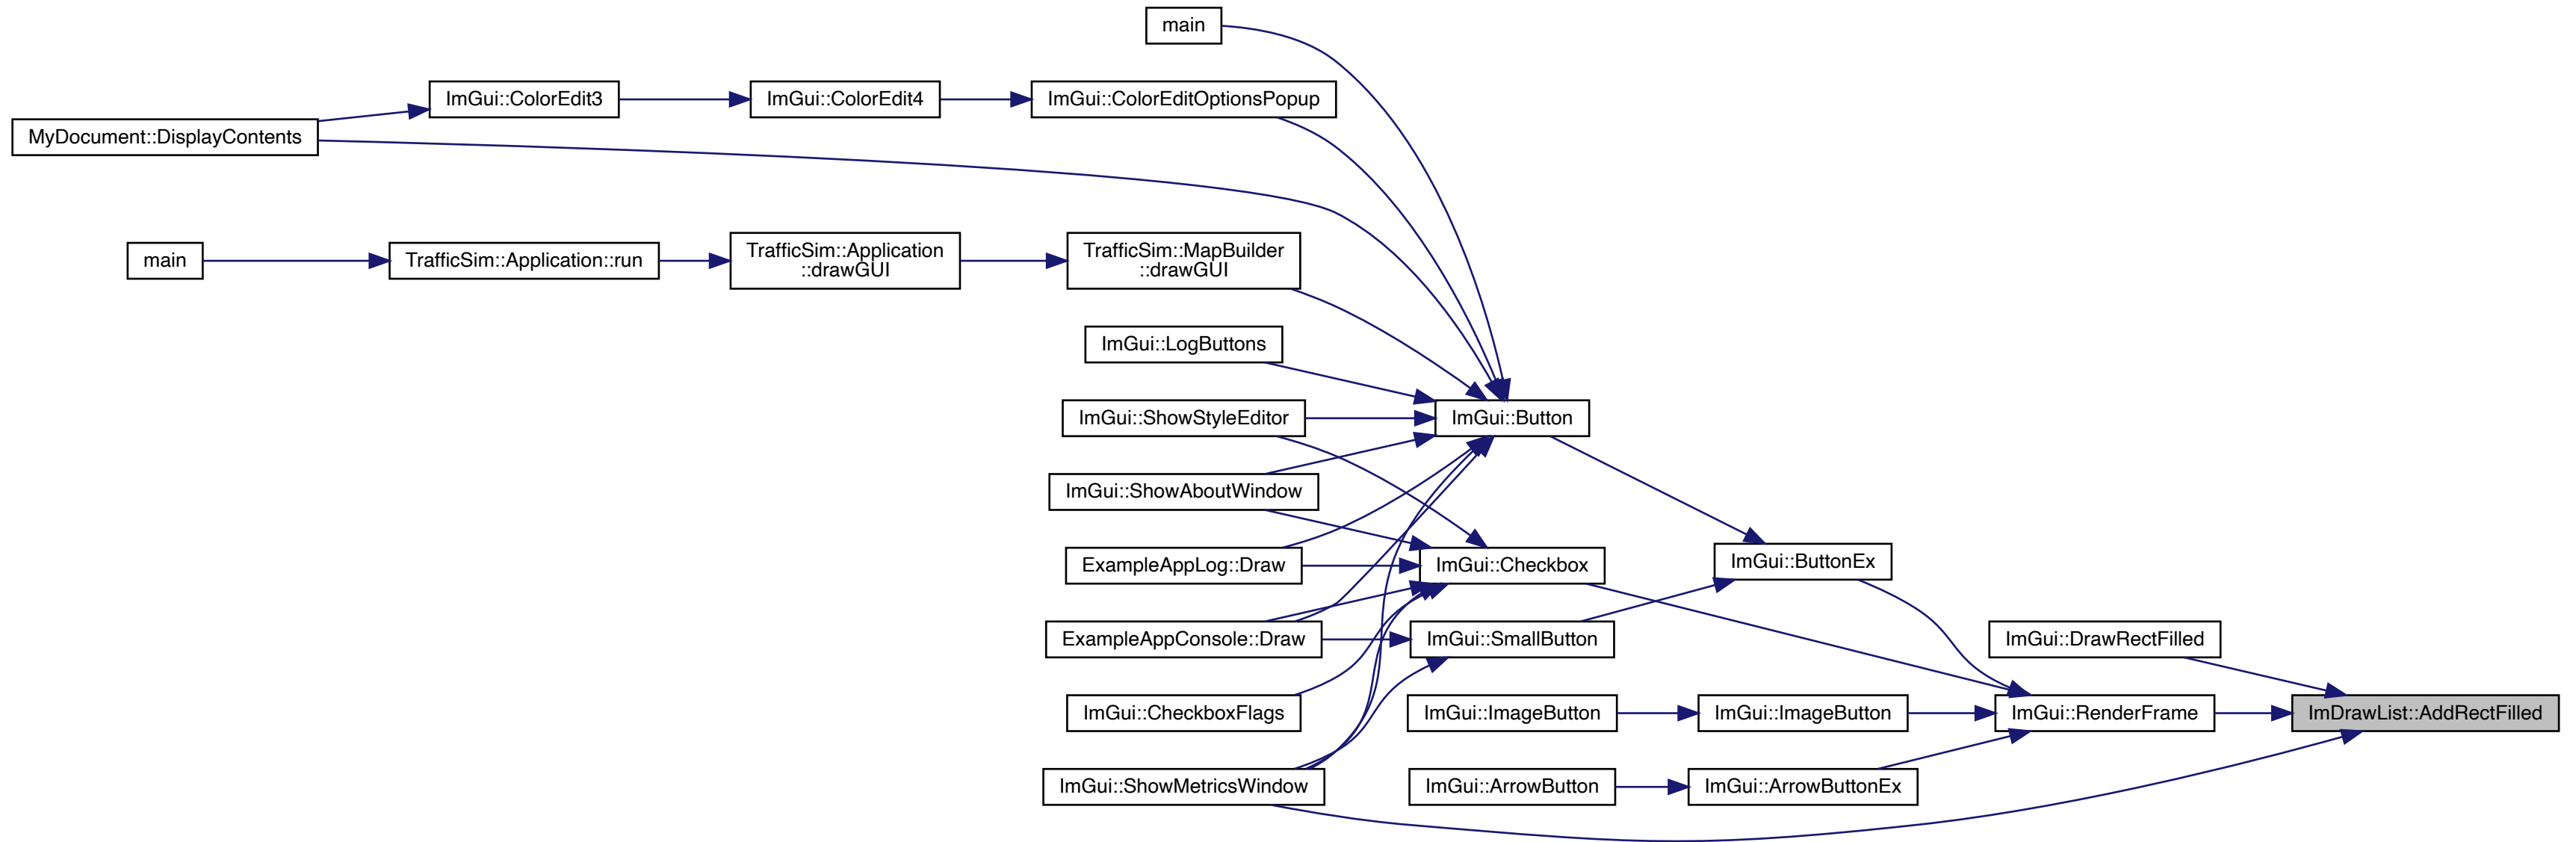 main
ImGui::ColorEdit3
ImGui::ColorEdit4
ImGui::ColorEditOptionsPopup
MyDocument::DisplayContents
main
TrafficSim::Application::run
TrafficSim::Application
::drawGUI
TrafficSim::MapBuilder
::drawGUI
ImGui::LogButtons
ImGui::ShowStyleEditor
ImGui::Button
ImGui::ShowAboutWindow
ExampleAppLog::Draw
ImGui::Checkbox
ImGui::ButtonEx
ExampleAppConsole::Draw
ImGui::SmallButton
ImGui::DrawRectFilled
ImGui::CheckboxFlags
ImGui::ImageButton
ImGui::ImageButton
ImGui::RenderFrame
ImDrawList::AddRectFilled
ImGui::ShowMetricsWindow
ImGui::ArrowButton
ImGui::ArrowButtonEx